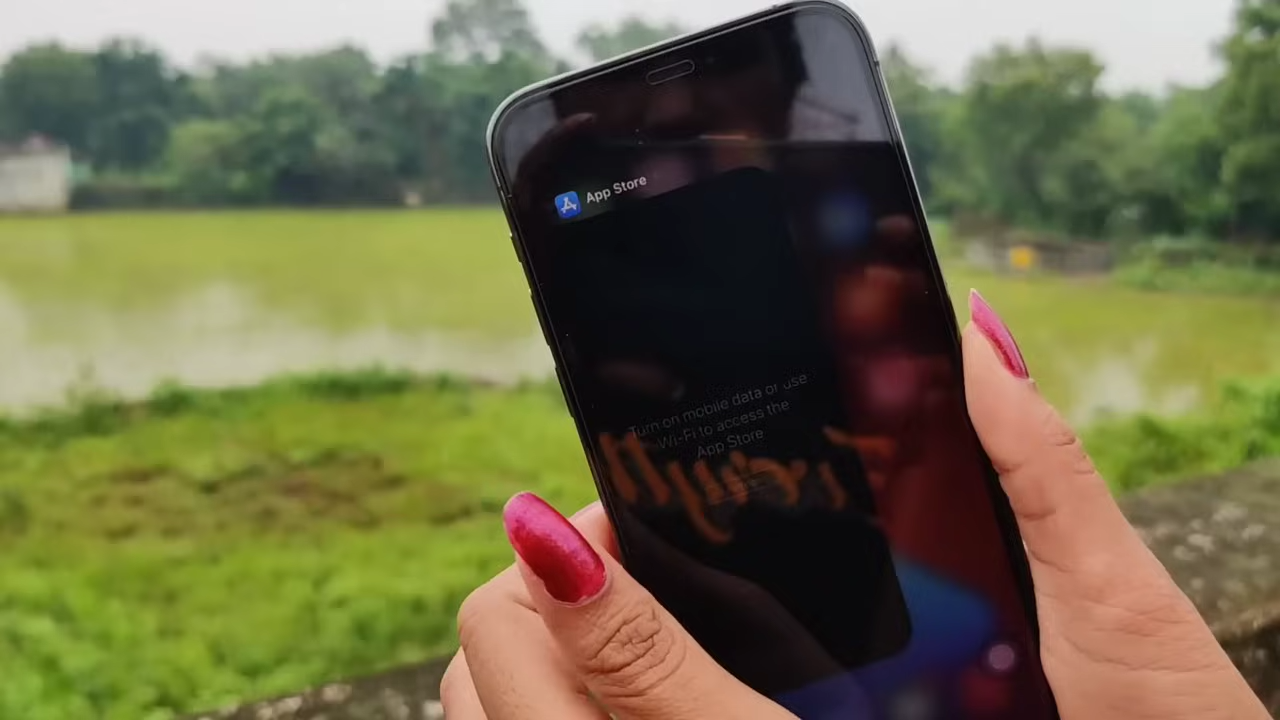 App Store
Turn on mobile data or use
Wi-Fi to access the
App Store